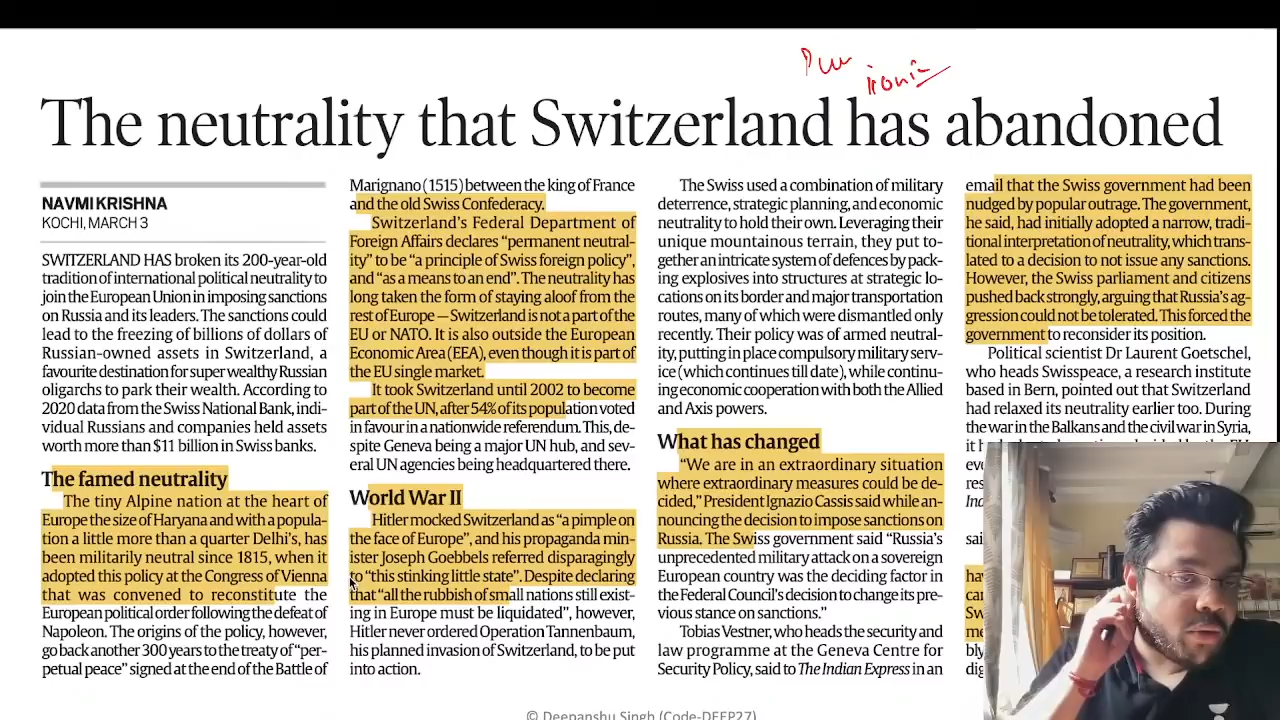 The neutrality that Switzerland has abandoned
NAVMI KRISHNA
KOCHI, MARCH 3
SWITZERLAND HAS broken its 200-year-old
tradition of international political neutrality to
join the European Union in imposing sanctions
on Russia and its leaders. The sanctions could
lead to the freezing of billions of dollars of
Russian-owned assets in Switzerland, a
favourite destination for super wealthy Russian
oligarchs to park their wealth. According to
2020 data from the Swiss National Bank, indi-
vidual Russians and companies held assets
worth more than $11 billion in Swiss banks.
The famed neutrality
The tiny Alpine nation at the heart of
Europe the size of Haryana and with a popula-
tion a little more than a quarter Delhi's, has
been militarily neutral since 1815, when it
adopted this policy at the Congress of Vienna
that was convened to reconstitute the
European political order following the defeat of
Napoleon. The origins of the policy, however,
go back another 300 years to the treaty of "per-
petual peace" signed at the end of the Battle of
Marignano (1515) between the king of France
and the old Swiss Confederacy.
Switzerland's Federal Department of
Foreign Affairs declares "permanent neutral-
ity" to be "a principle of Swiss foreign policy",
and "as a means to an end". The neutrality has
long taken the form of staying aloof from the
rest of Europe — Switzerland is not a part of the
EU or NATO. It is also outside the European
Economic Area (EEA), even though it is part of
the EU single market.
It took Switzerland until 2002 to become
part of the UN, after 54% of its population voted
in favour in a nationwide referendum. This, de-
spite Geneva being a major UN hub, and sev-
eral UN agencies being headquartered there.
World War II
Hitler mocked Switzerland as "a pimple on
the face of Europe", and his propaganda min-
ister Joseph Goebbels referred disparagingly
to "this stinking little state". Despite declaring
that "all the rubbish of small nations still exist-
ing in Europe must be liquidated", however,
Hitler never ordered Operation Tannenbaum,
his planned invasion of Switzerland, to be put
into action.
The Swiss used a combination of military
deterrence, strategic planning, and economic
neutrality to hold their own. Leveraging their
unique mountainous terrain, they put to-
gether an intricate system of defences by pack-
ing explosives into structures at strategic lo-
cations on its border and major transportation
routes, many of which were dismantled only
recently. Their policy was of armed neutral-
ity, putting in place compulsory military serv-
ice (which continues till date), while continu-
ing economic cooperation with both the Allied
and Axis powers.
What has changed
"We are in an extraordinary situation
where extraordinary measures could be de-
cided," President Ignazio Cassis said while an-
nouncing the decision to impose sanctions on
Russia. The Swiss government said "Russia's
unprecedented military attack on a sovereign
European country was the deciding factor in
the Federal Council's decision to change its pre-
vious stance on sanctions."
Tobias Vestner, who heads the security and
law programme at the Geneva Centre for
Security Policy, said to The Indian Express in an
email that the Swiss government had been
nudged by popular outrage. The government,
he said, had initially adopted a narrow, tradi-
tional interpretation of neutrality, which trans-
lated to a decision to not issue any sanctions.
However, the Swiss parliament and citizens
pushed back strongly, arguing that Russia's ag-
gression could not be tolerated. This forced the
government to reconsider its position.
Political scientist Dr Laurent Goetschel,
who heads Swisspeace, a research institute
based in Bern, pointed out that Switzerland
had relaxed its neutrality earlier too. During
the war in the Balkans and the civil war in Syria,
© Deepanshu Singh (Code-DEEP27)